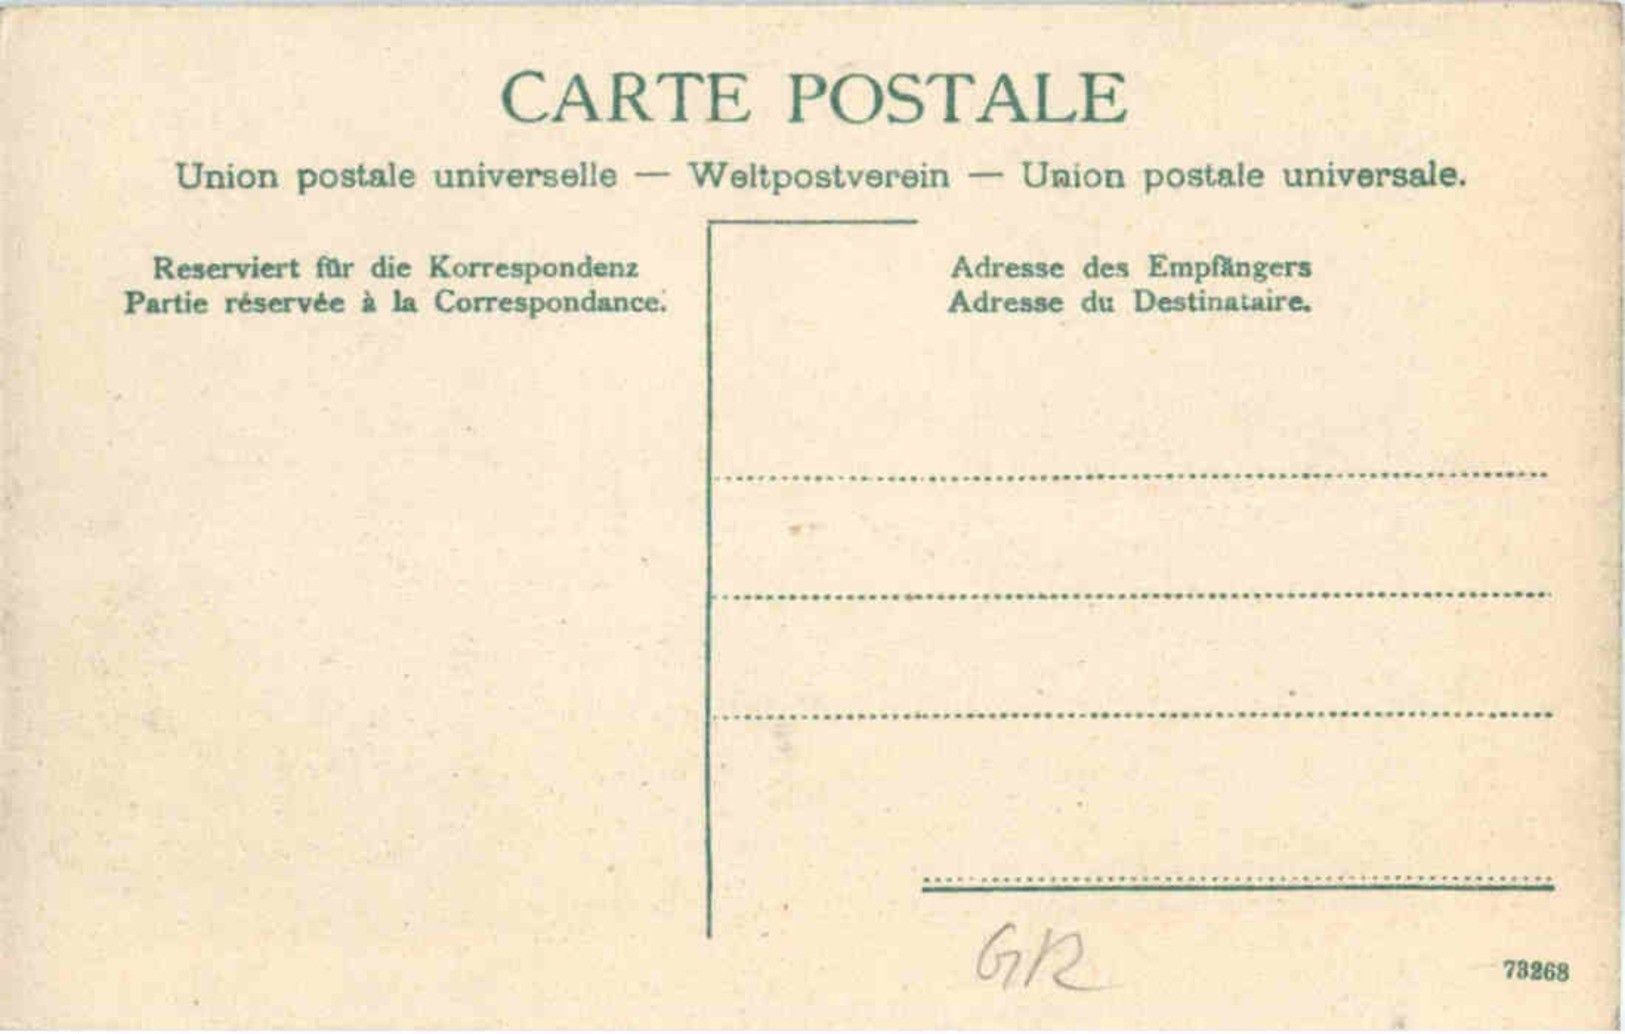 CARTE POSTALE
Union postale universelle — Weltpostverein — Union postale universale.
Reserviert für die Korrespondenz
Partie réservée à la Correspondance.
Adresse des Empfängers
Adresse du Destinataire.
GR
73268